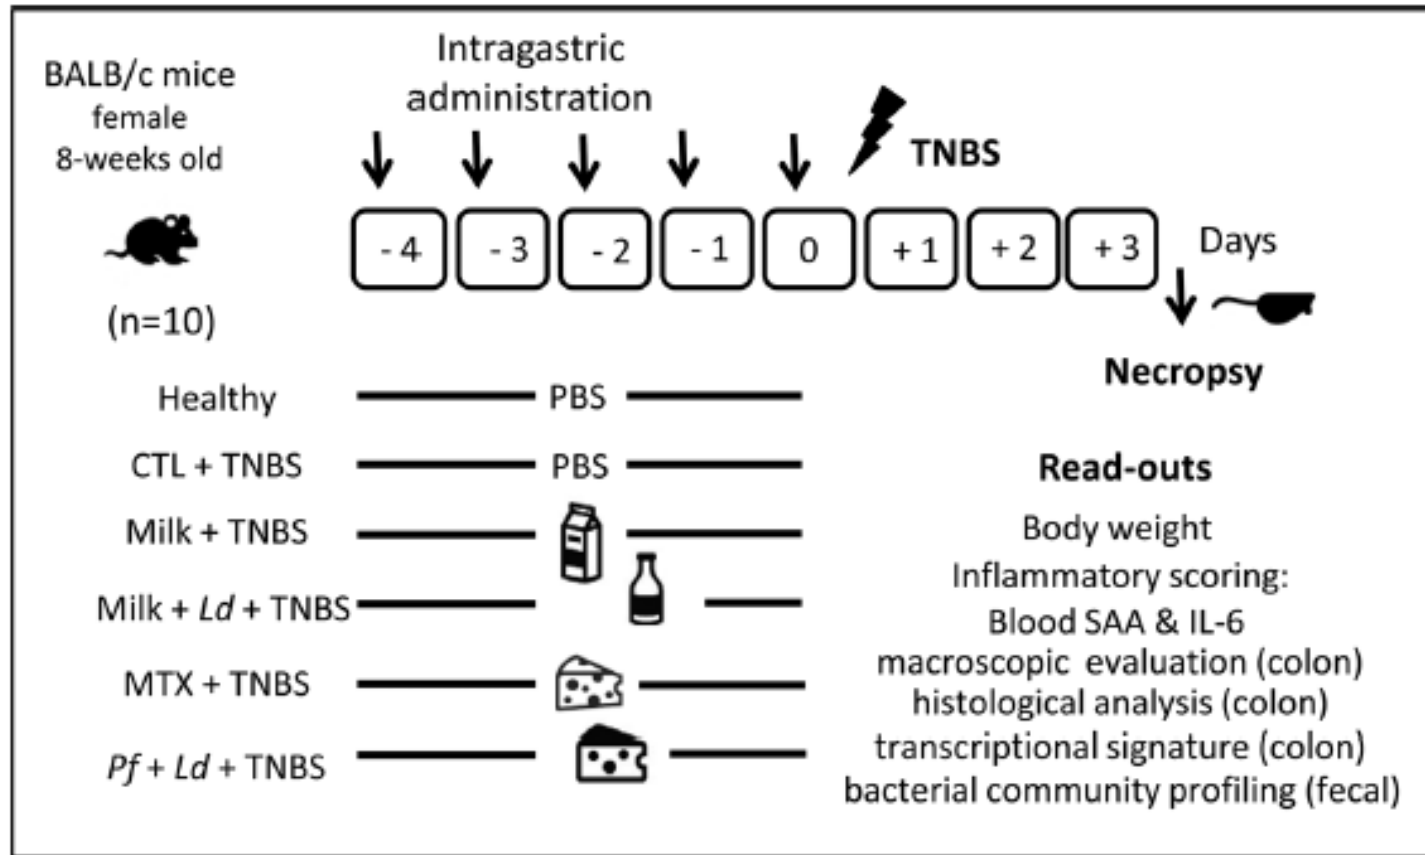 BALB/c mice
female
8-weeks old
(n=10)
Intragastric
administration
TNBS
- 4 - 3 - 2 - 1 0 + 1 + 2 + 3 Days
Necropsy
Healthy PBS
CTL + TNBS PBS
Milk + TNBS
Milk + Ld + TNBS
MTX + TNBS
Pf + Ld + TNBS
Read-outs
Body weight
Inflammatory scoring:
Blood SAA & IL-6
macroscopic evaluation (colon)
histological analysis (colon)
transcriptional signature (colon)
bacterial community profiling (fecal)